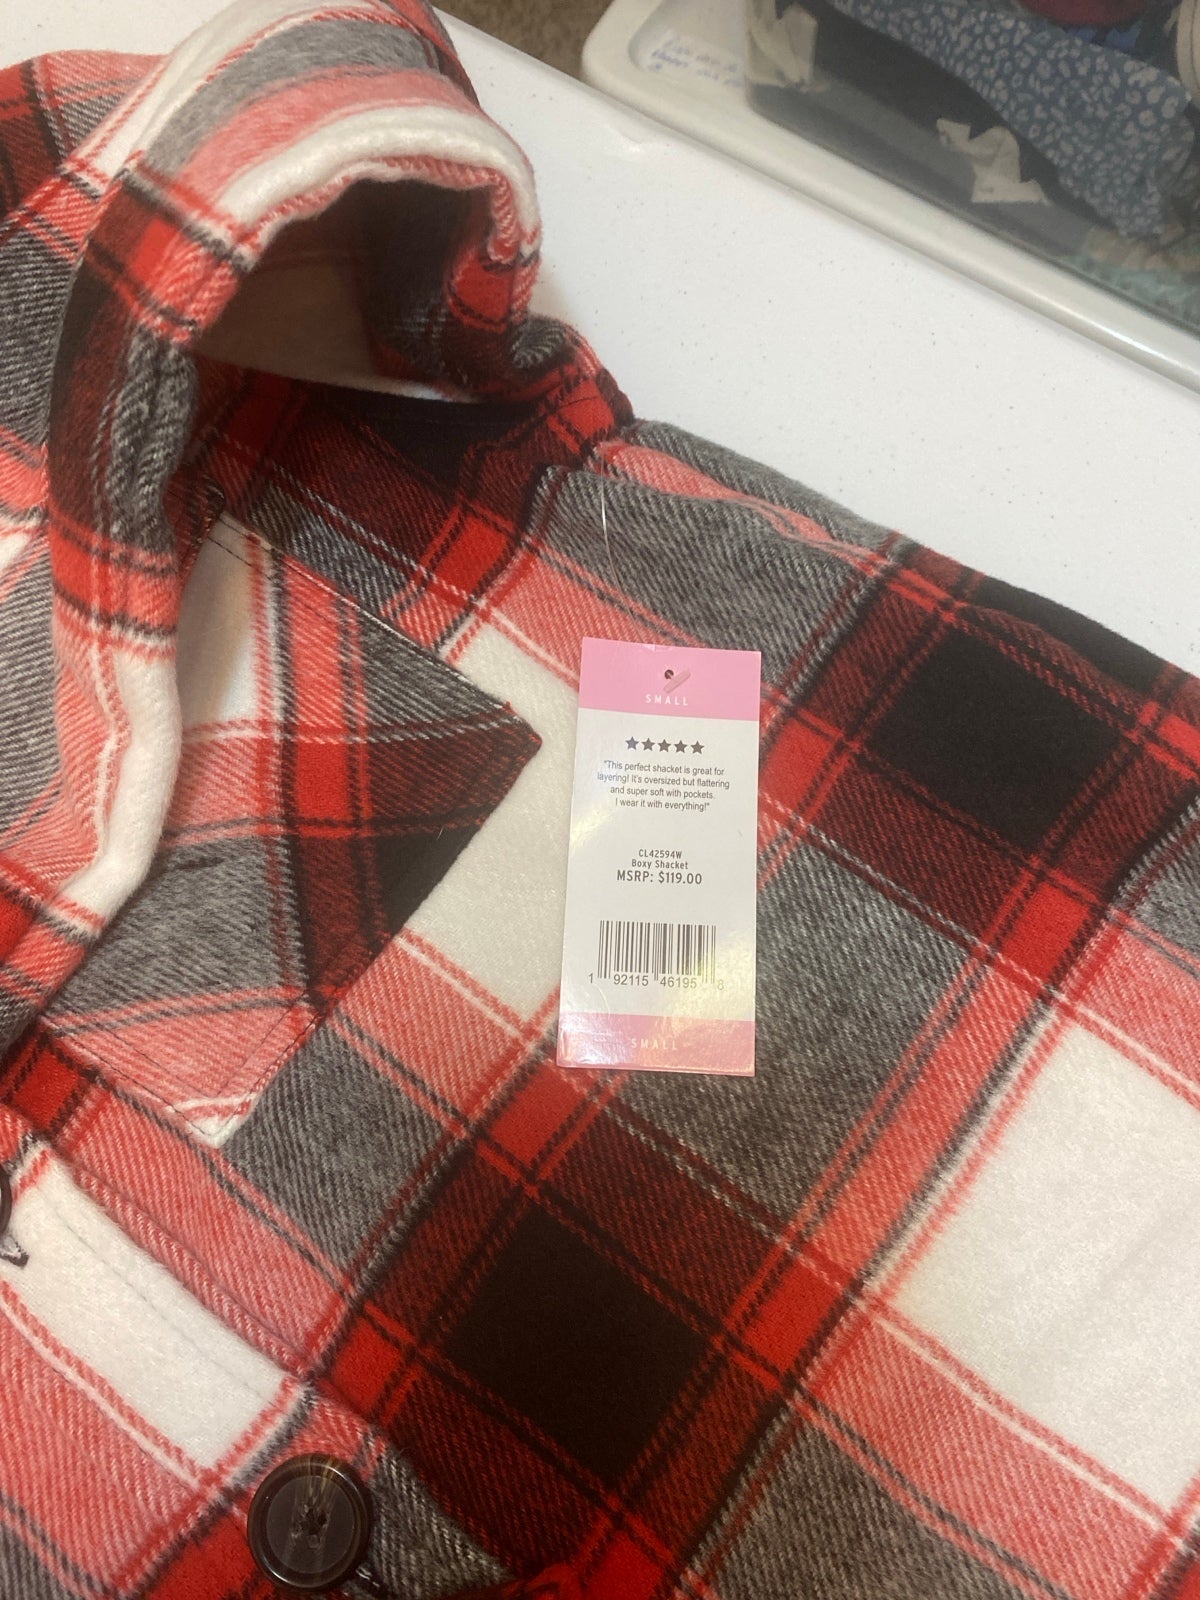 SMALL
"This perfect shacket is great for
layering! It's oversized but flattering
and super soft with pockets.
I wear it with everything!"
CL42594W
Boxy Shacket
MSRP: $119.00
1 92115 46195 8
SMALL